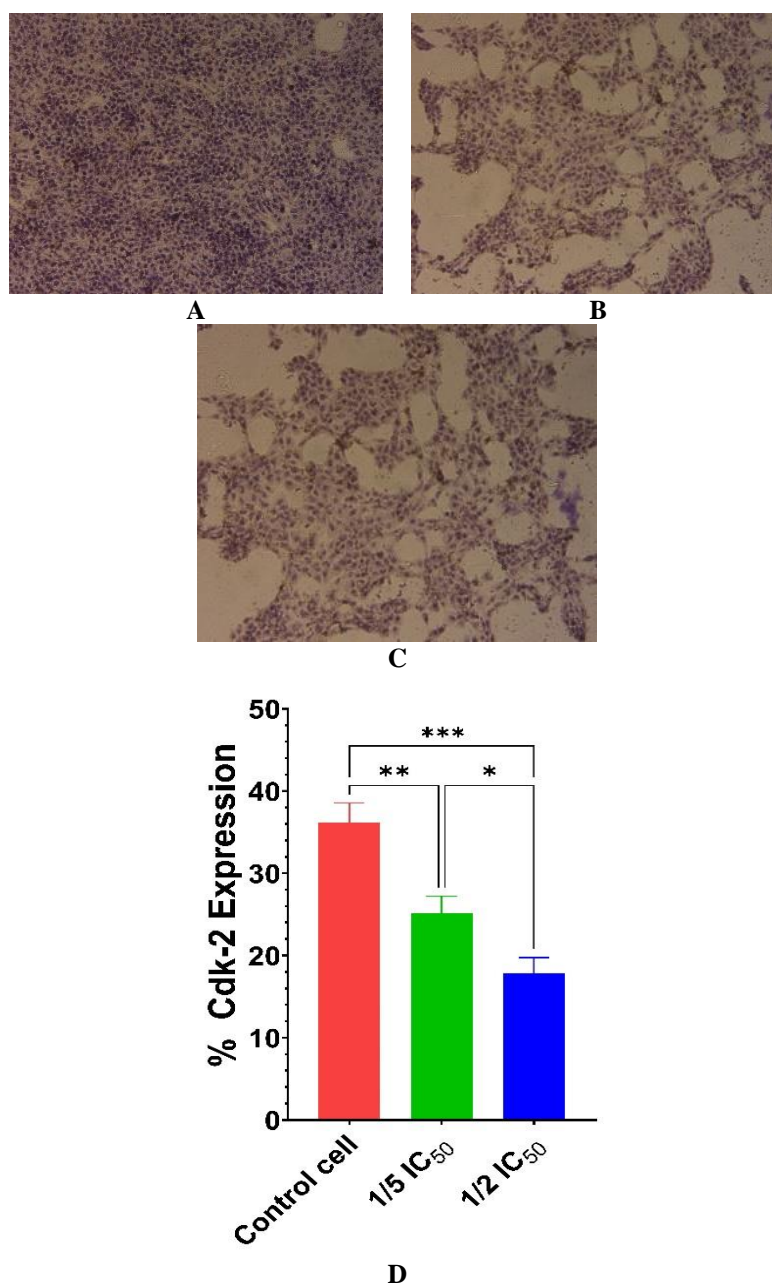 A
B
C
% Cdk-2 Expression
50
40
30
20
10
0
***
**
*
Control cell
1/5 IC₅₀
1/2 IC₅₀
D